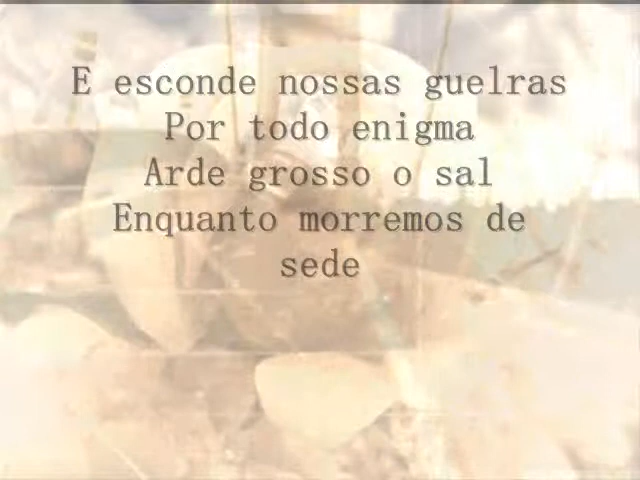 E esconde nossas guelras
Por todo enigma
Arde grosso o sal
Enquanto morremos de
sede